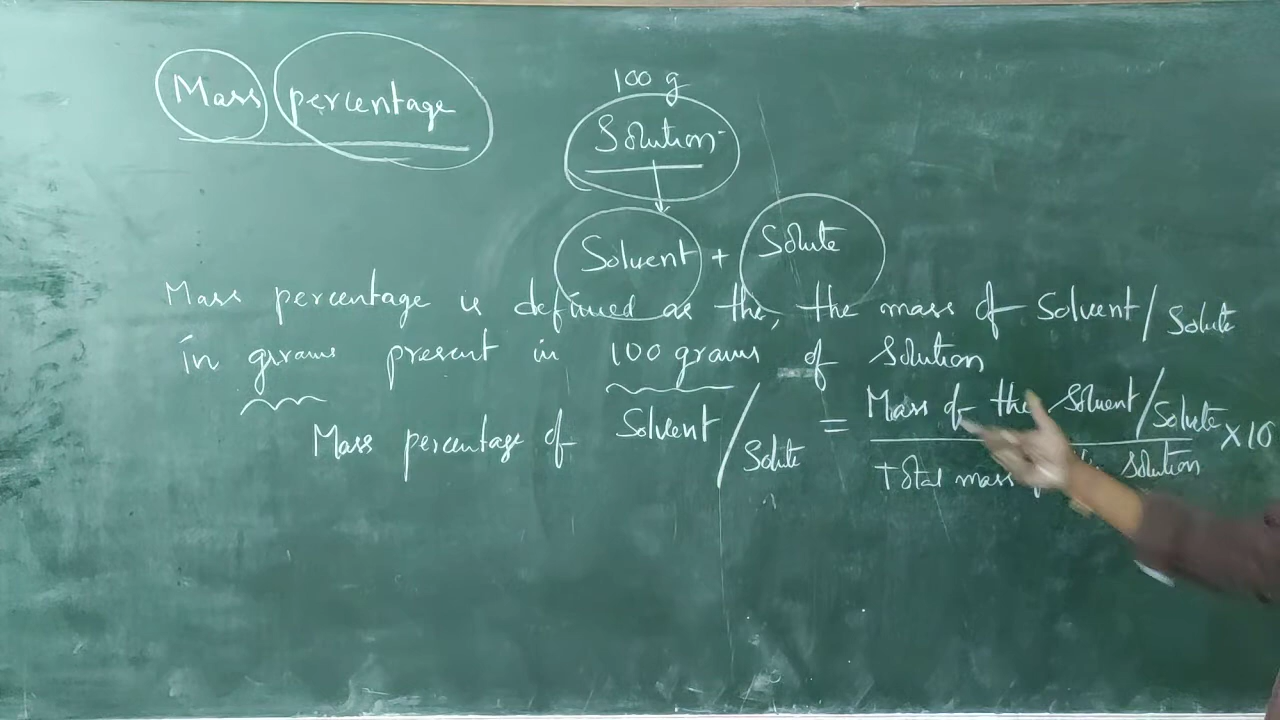 Mass percentage
100 g
Solution
Solvent + Solute
Mass percentage is defined as the, the mass of Solvent/Solute
in grams present in 100 grams of Solution
Mass percentage of Solvent/Solute = Mass of the Solvent/Solute × 10
Total mass Solution